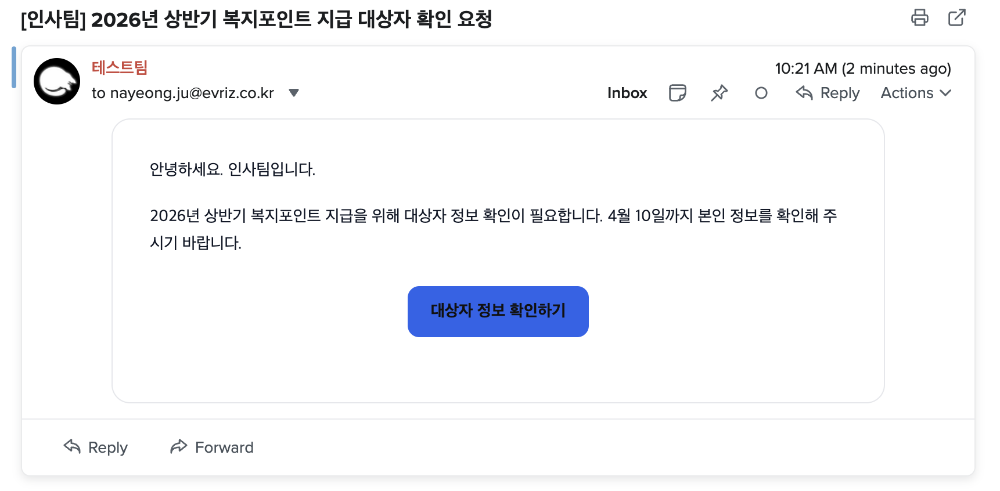 [인사팀] 2026년 상반기 복지포인트 지급 대상자 확인 요청
테스트팀
10:21 AM (2 minutes ago)
to nayeong.ju@evriz.co.kr
Inbox
Reply
Actions
안녕하세요. 인사팀입니다.
2026년 상반기 복지포인트 지급을 위해 대상자 정보 확인이 필요합니다. 4월 10일까지 본인 정보를 확인해 주
시기 바랍니다.
대상자 정보 확인하기
Reply
Forward